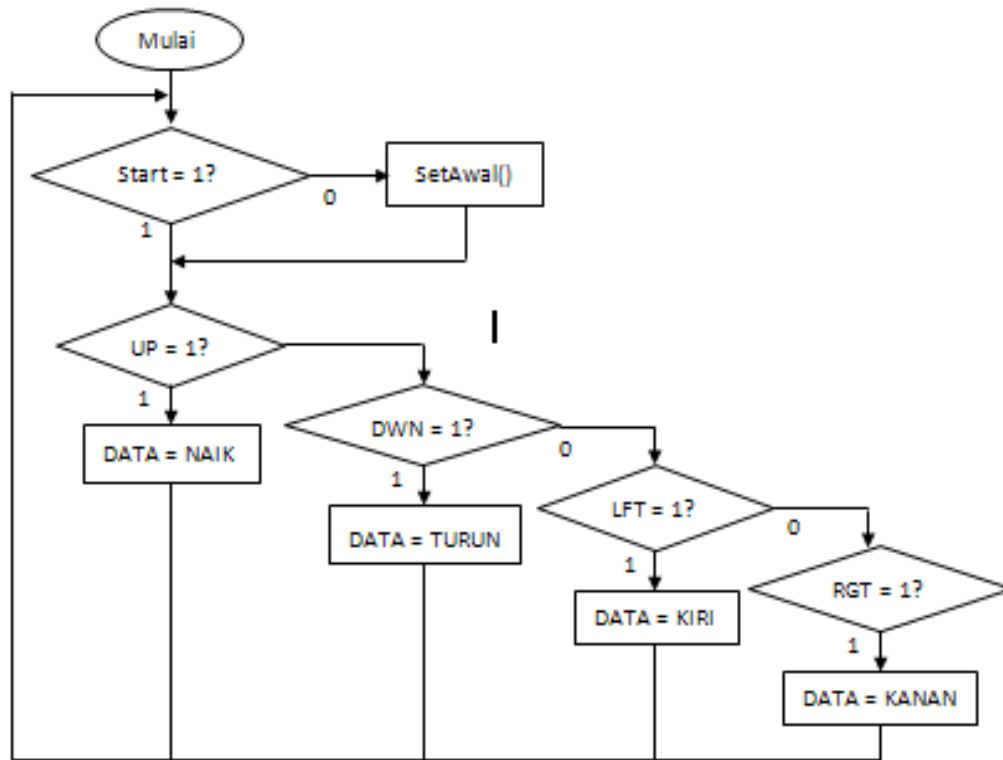 Mulai
Start = 1?
0
SetAwal()
1
UP = 1?
1
DATA = NAIK
DWN = 1?
0
1
DATA = TURUN
LFT = 1?
0
1
DATA = KIRI
RGT = 1?
1
DATA = KANAN